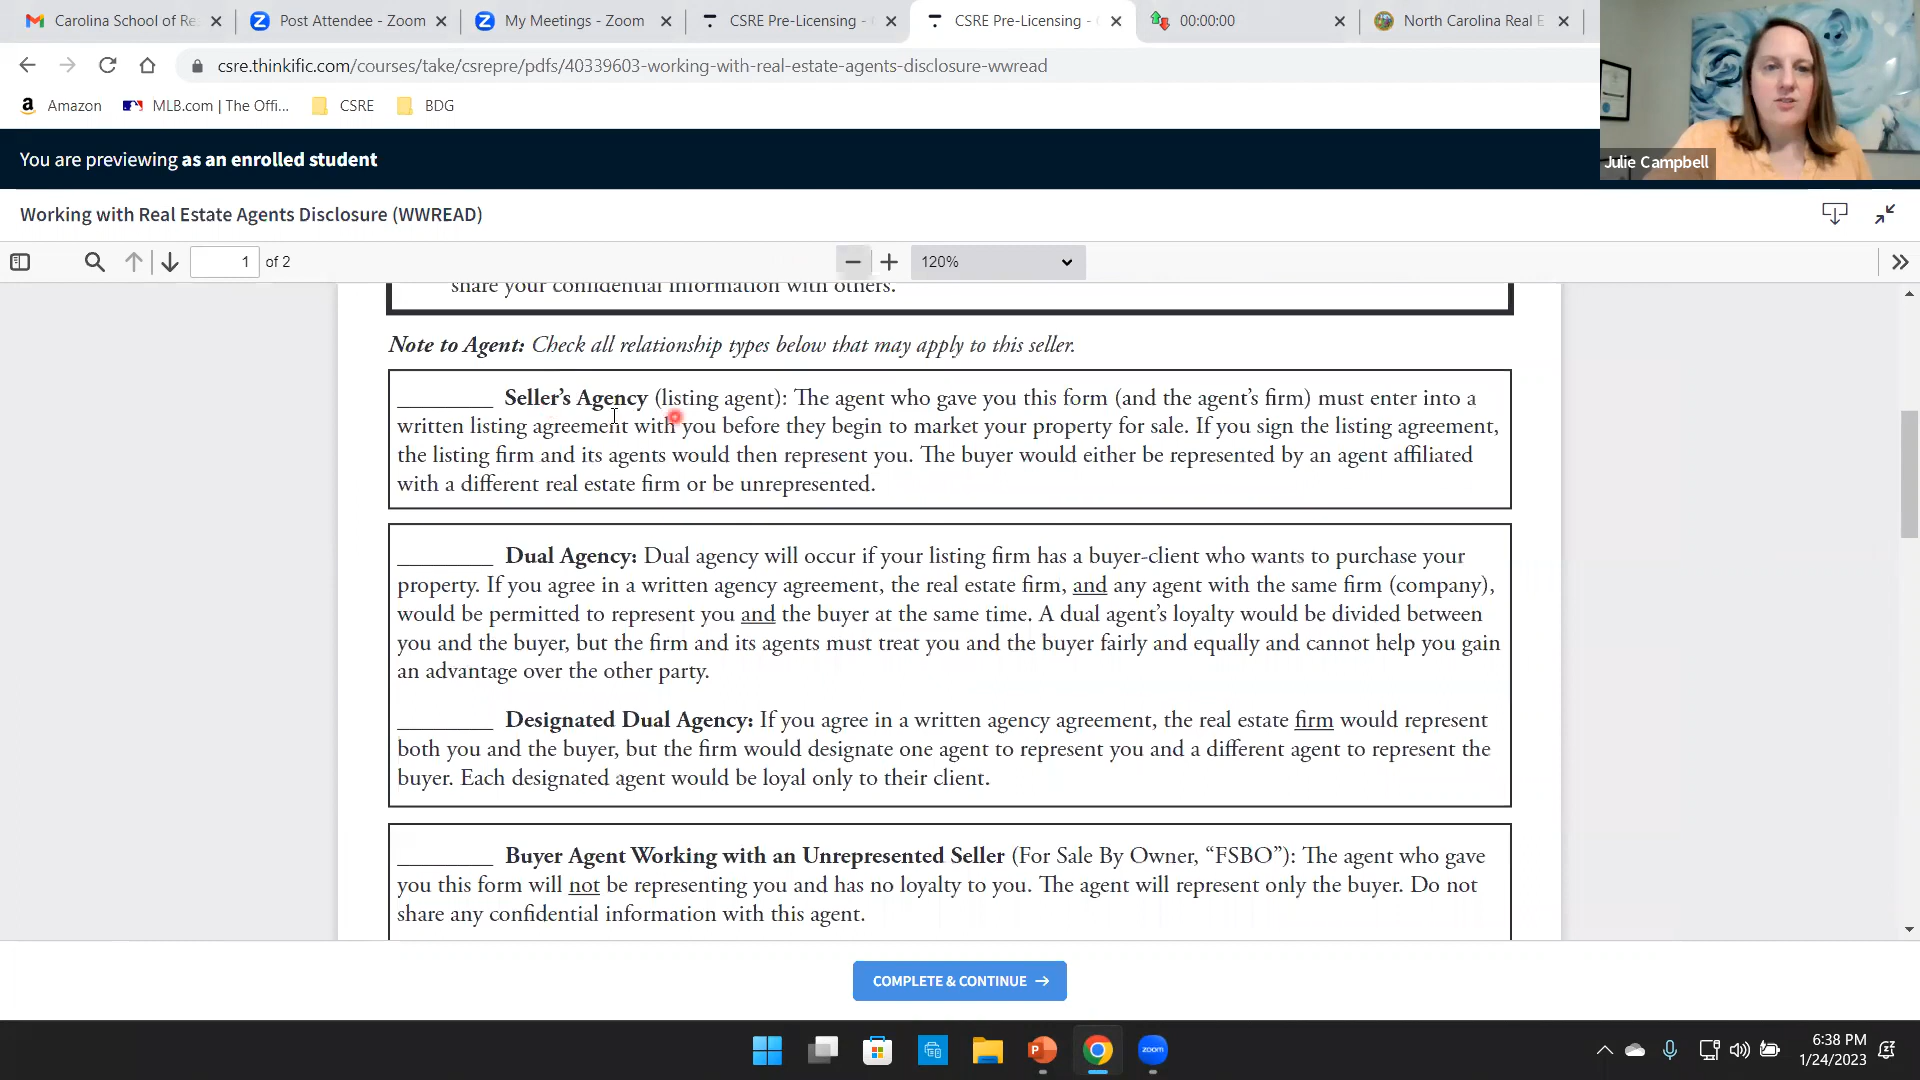 Carolina School of Re
Post Attendee - Zoom
My Meetings - Zoom
CSRE Pre-Licensing -
CSRE Pre-Licensing -
00:00:00
North Carolina Real E
csre.thinkific.com/courses/take/csrepre/pdfs/40339603-working-with-real-estate-agents-disclosure-wwread
Amazon
MLB.com | The Offi...
CSRE
BDG
Julie Campbell
You are previewing as an enrolled student
Working with Real Estate Agents Disclosure (WWREAD)
1 of 2
120%
share your confidential information with others.
Note to Agent: Check all relationship types below that may apply to this seller.
________ Seller’s Agency (listing agent): The agent who gave you this form (and the agent’s firm) must enter into a
written listing agreement with you before they begin to market your property for sale. If you sign the listing agreement,
the listing firm and its agents would then represent you. The buyer would either be represented by an agent affiliated
with a different real estate firm or be unrepresented.
________ Dual Agency: Dual agency will occur if your listing firm has a buyer-client who wants to purchase your
property. If you agree in a written agency agreement, the real estate firm, and any agent with the same firm (company),
would be permitted to represent you and the buyer at the same time. A dual agent’s loyalty would be divided between
you and the buyer, but the firm and its agents must treat you and the buyer fairly and equally and cannot help you gain
an advantage over the other party.
________ Designated Dual Agency: If you agree in a written agency agreement, the real estate firm would represent
both you and the buyer, but the firm would designate one agent to represent you and a different agent to represent the
buyer. Each designated agent would be loyal only to their client.
________ Buyer Agent Working with an Unrepresented Seller (For Sale By Owner, “FSBO”): The agent who gave
you this form will not be representing you and has no loyalty to you. The agent will represent only the buyer. Do not
share any confidential information with this agent.
COMPLETE & CONTINUE →
zoom
6:38 PM
1/24/2023